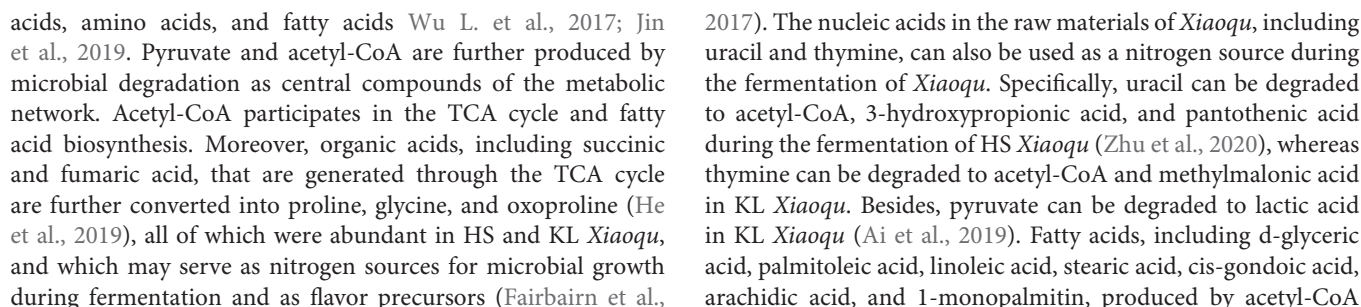 acids, amino acids, and fatty acids Wu L. et al., 2017; Jin
et al., 2019. Pyruvate and acetyl-CoA are further produced by
microbial degradation as central compounds of the metabolic
network. Acetyl-CoA participates in the TCA cycle and fatty
acid biosynthesis. Moreover, organic acids, including succinic
and fumaric acid, that are generated through the TCA cycle
are further converted into proline, glycine, and oxoproline (He
et al., 2019), all of which were abundant in HS and KL Xiaoqu,
and which may serve as nitrogen sources for microbial growth
during fermentation and as flavor precursors (Fairbairn et al.,
2017). The nucleic acids in the raw materials of Xiaoqu, including
uracil and thymine, can also be used as a nitrogen source during
the fermentation of Xiaoqu. Specifically, uracil can be degraded
to acetyl-CoA, 3-hydroxypropionic acid, and pantothenic acid
during the fermentation of HS Xiaoqu (Zhu et al., 2020), whereas
thymine can be degraded to acetyl-CoA and methylmalonic acid
in KL Xiaoqu. Besides, pyruvate can be degraded to lactic acid
in KL Xiaoqu (Ai et al., 2019). Fatty acids, including d-glyceric
acid, palmitoleic acid, linoleic acid, stearic acid, cis-gondoic acid,
arachidic acid, and 1-monopalmitin, produced by acetyl-CoA